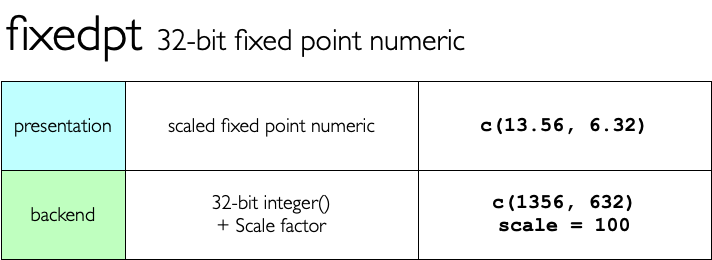 fixedpt 32-bit fixed point numeric
presentation
scaled fixed point numeric
c(13.56, 6.32)
backend
32-bit integer()
+ Scale factor
c(1356, 632)
scale = 100